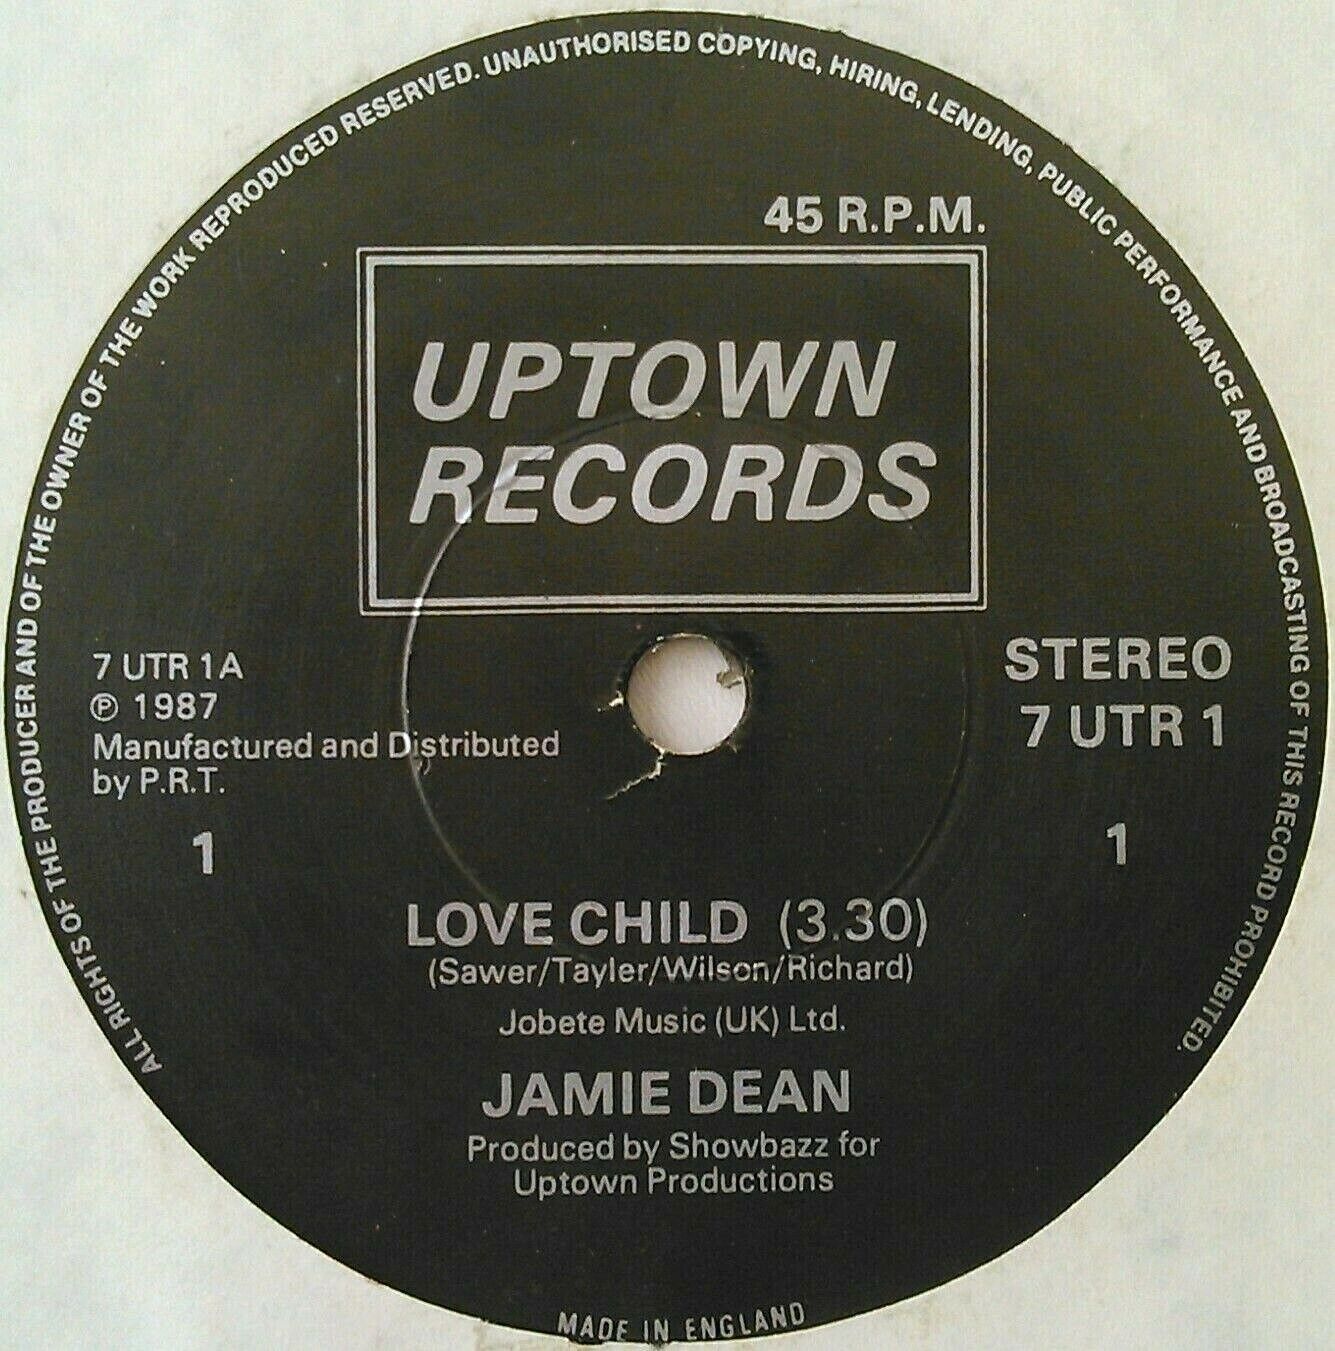 ALL RIGHTS OF THE PRODUCER AND OF THE OWNER OF THE WORK REPRODUCED RESERVED. UNAUTHORISED COPYING, HIRING, LENDING, PUBLIC PERFORMANCE AND BROADCASTING OF THIS RECORD PROHIBITED.
45 R.P.M.
UPTOWN
RECORDS
7 UTR 1A
℗ 1987
Manufactured and Distributed
by P.R.T.
1
STEREO
7 UTR 1
1
LOVE CHILD (3.30)
(Sawer/Tayler/Wilson/Richard)
Jobete Music (UK) Ltd.
JAMIE DEAN
Produced by Showbazz for
Uptown Productions
MADE IN ENGLAND